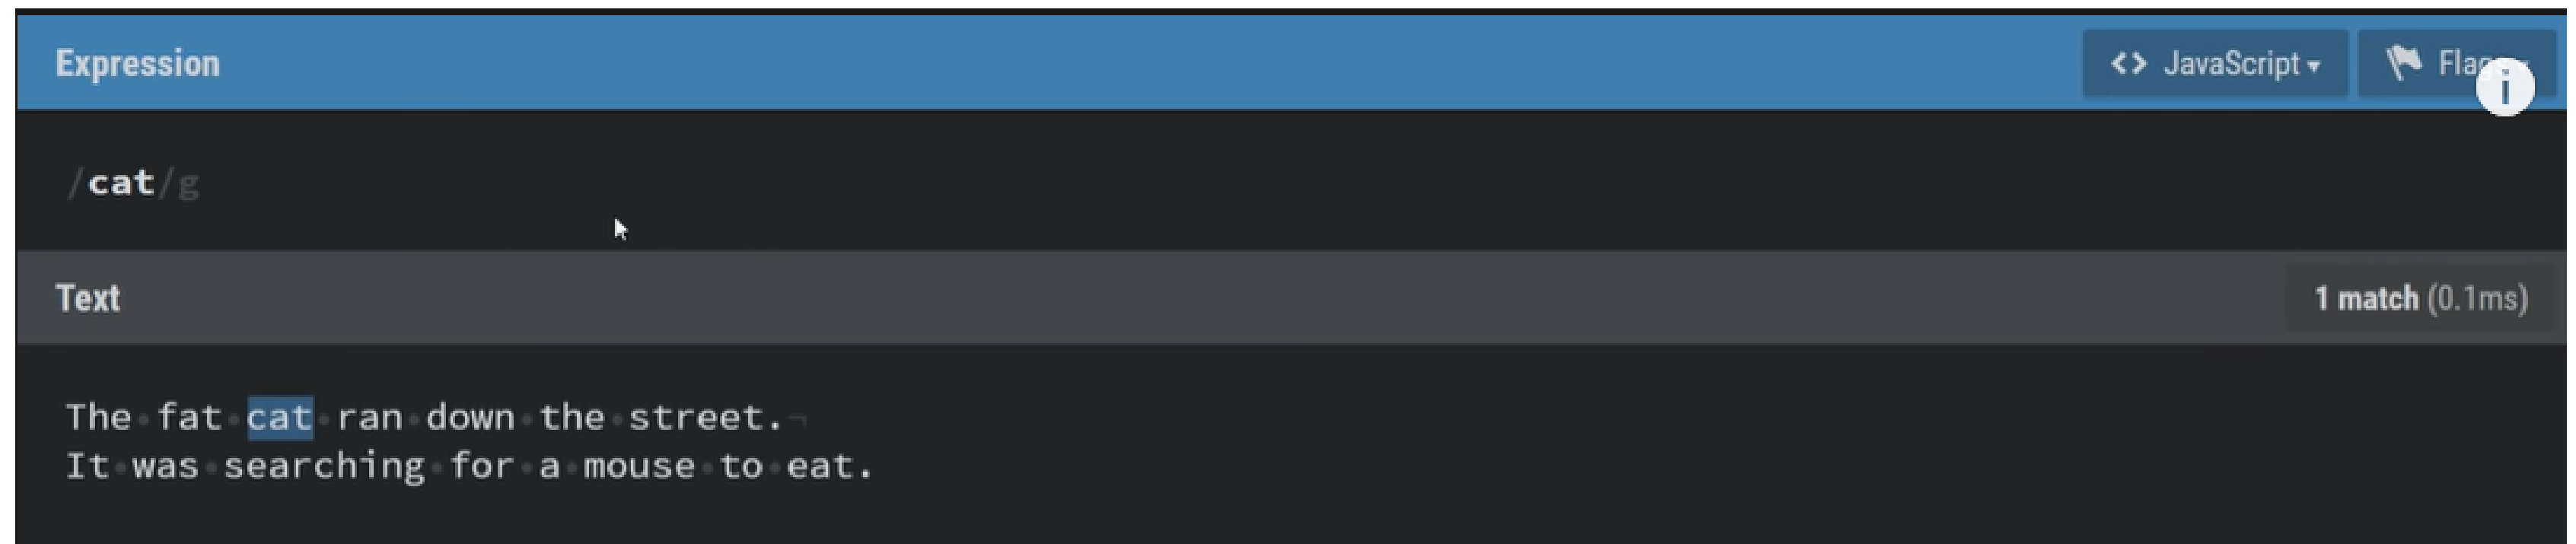 Expression
<> JavaScript
i
/cat/g
Text
1 match (0.1ms)
The fat cat ran down the street.
It was searching for a mouse to eat.